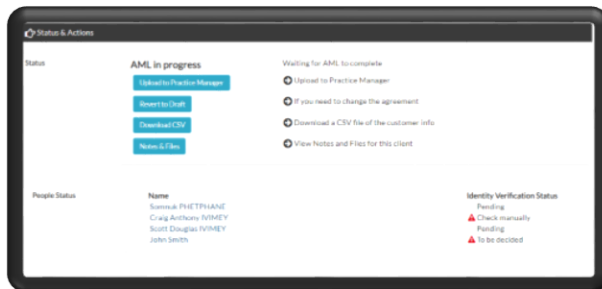 Status & Actions
Status
AML in progress
Waiting for AML to complete
Upload to Practice Manager
Upload to Practice Manager
Revert to Draft
If you need to change the agreement
Download CSV
Download a CSV file of the customer info
Notes & Files
View Notes and Files for this client
People Status
Name
Identity Verification Status
Somnuk PHETPHANE
Pending
Craig Anthony IVIMEY
Check manually
Scott Douglas IVIMEY
Pending
John Smith
To be decided